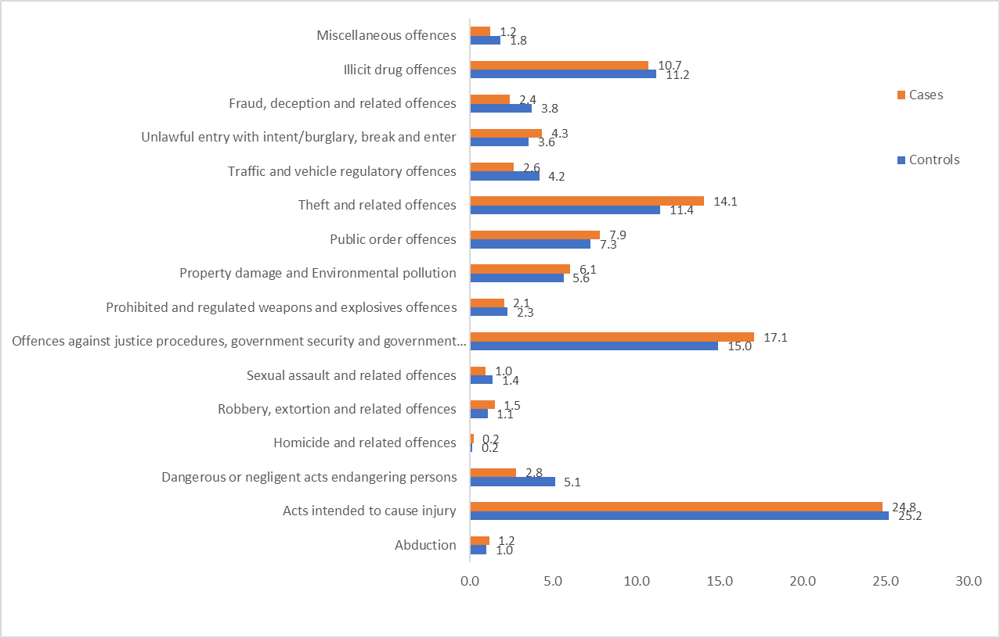 Miscellaneous offences
1.2
1.8
Illicit drug offences
10.7
11.2
Fraud, deception and related offences
2.4
3.8
Cases
Unlawful entry with intent/burglary, break and enter
4.3
3.6
Controls
Traffic and vehicle regulatory offences
2.6
4.2
Theft and related offences
14.1
11.4
Public order offences
7.9
7.3
Property damage and Environmental pollution
6.1
5.6
Prohibited and regulated weapons and explosives offences
2.1
2.3
Offences against justice procedures, government security and government...
17.1
15.0
Sexual assault and related offences
1.0
1.4
Robbery, extortion and related offences
1.5
1.1
Homicide and related offences
0.2
0.2
Dangerous or negligent acts endangering persons
2.8
5.1
Acts intended to cause injury
24.8
25.2
Abduction
1.2
1.0
0.0 5.0 10.0 15.0 20.0 25.0 30.0